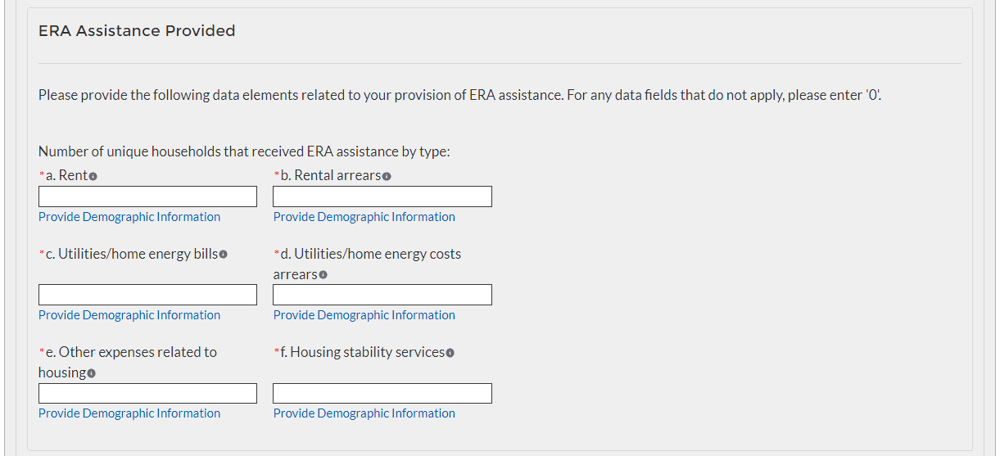 ERA Assistance Provided
Please provide the following data elements related to your provision of ERA assistance. For any data fields that do not apply, please enter '0'.
Number of unique households that received ERA assistance by type:
*a. Rent
*b. Rental arrears
Provide Demographic Information
Provide Demographic Information
*c. Utilities/home energy bills
*d. Utilities/home energy costs
arrears
Provide Demographic Information
Provide Demographic Information
*e. Other expenses related to
housing
*f. Housing stability services
Provide Demographic Information
Provide Demographic Information